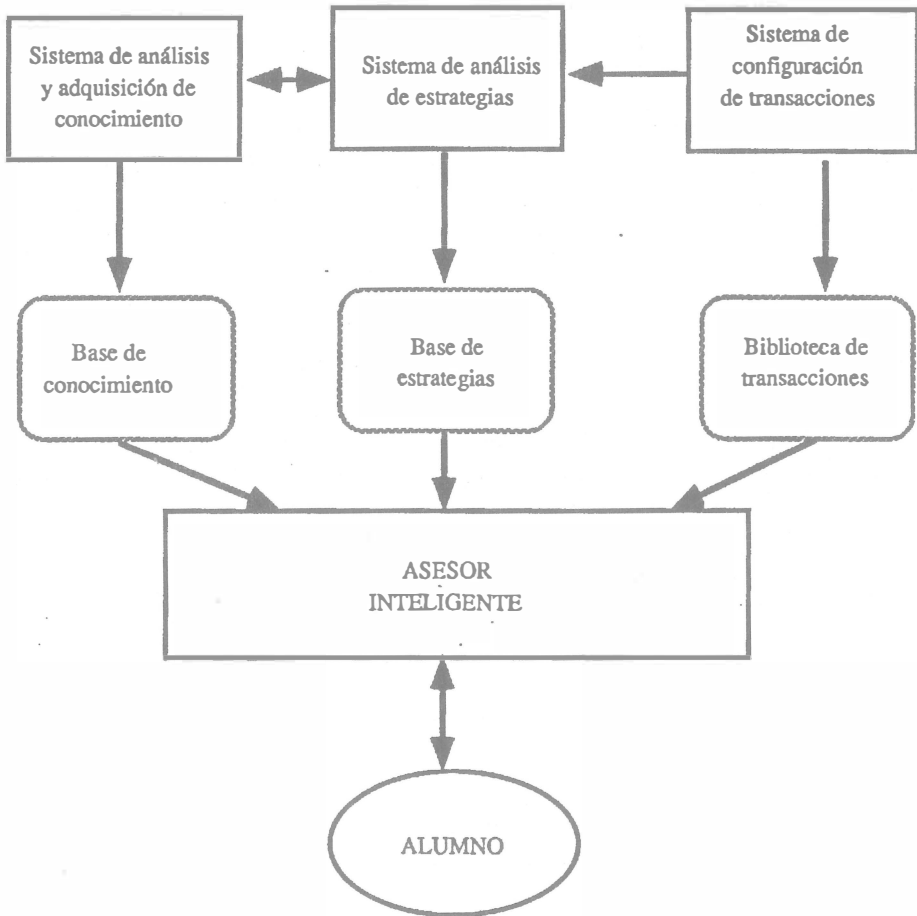 Sistema de análisis
y adquisición de
conocimiento
Sistema de análisis
de estrategias
Sistema de
configuración
de transacciones
Base de
conocimiento
Base de
estrategias
Biblioteca de
transacciones
ASESOR
INTELIGENTE
ALUMNO